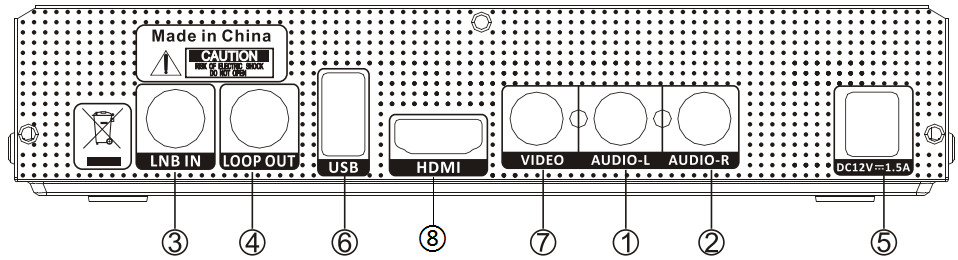 Made in China
CAUTION
RISK OF ELECTRIC SHOCK
DO NOT OPEN
LNB IN
LOOP OUT
USB
HDMI
VIDEO
AUDIO-L
AUDIO-R
DC12V⎓1.5A
③
④
⑥
⑧
⑦
①
②
⑤